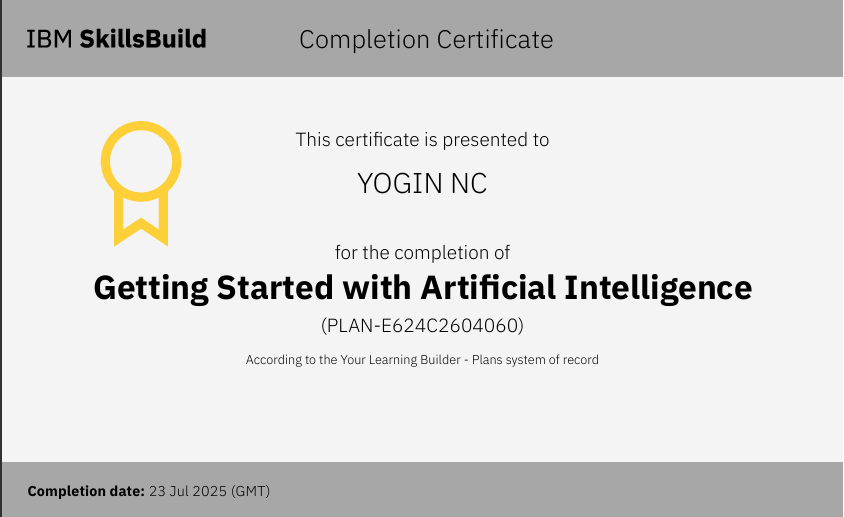 IBM SkillsBuild
Completion Certificate
This certificate is presented to
YOGIN NC
for the completion of
Getting Started with Artificial Intelligence
(PLAN-E624C2604060)
According to the Your Learning Builder - Plans system of record
Completion date: 23 Jul 2025 (GMT)